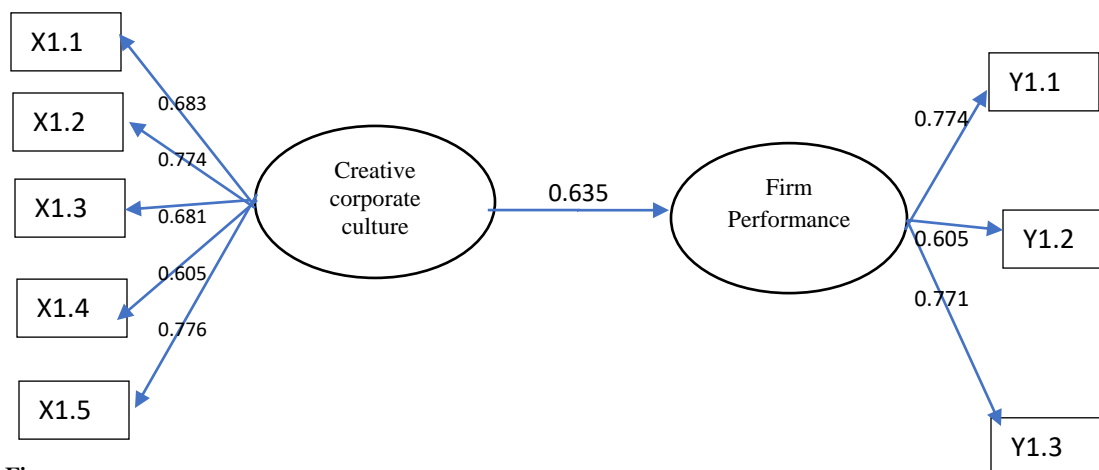 X1.1
0.683
X1.2
0.774
X1.3
0.681
X1.4
0.605
0.776
X1.5
Creative
corporate
culture
0.635
Firm
Performance
0.774
Y1.1
0.605
Y1.2
0.771
Y1.3